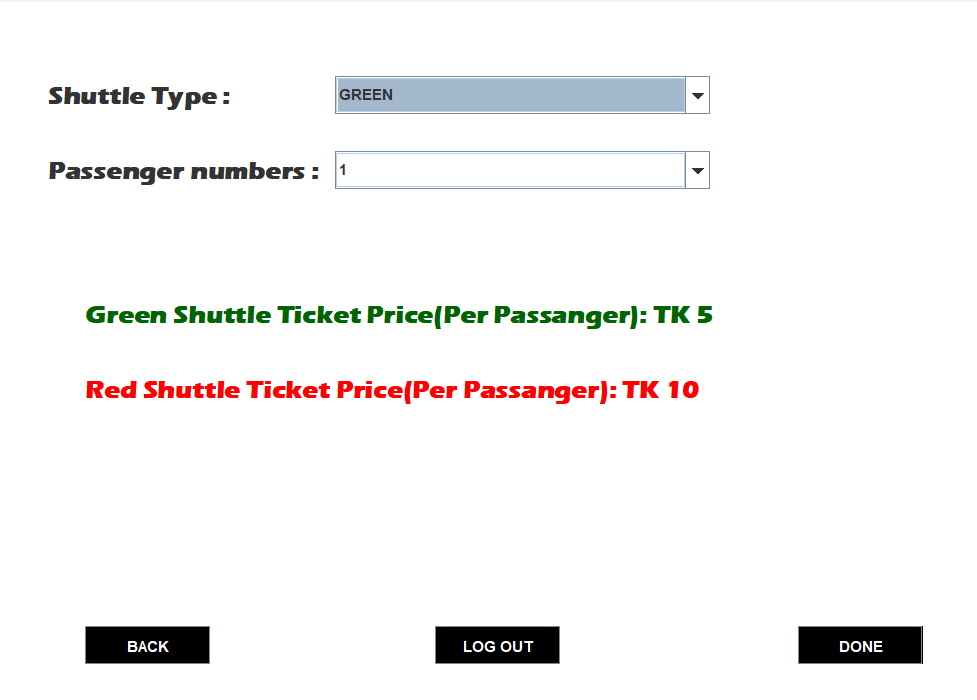 Shuttle Type :
GREEN
Passenger numbers :
1
Green Shuttle Ticket Price(Per Passanger): TK 5
Red Shuttle Ticket Price(Per Passanger): TK 10
BACK
LOG OUT
DONE